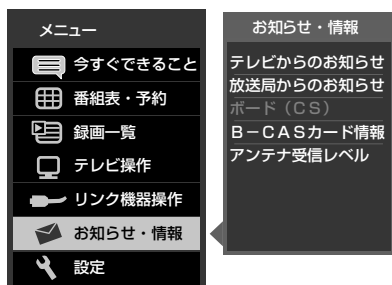 メニュー
今すぐできること
番組表・予約
録画一覧
テレビ操作
リンク機器操作
お知らせ・情報
設定
お知らせ・情報
テレビからのお知らせ
放送局からのお知らせ
ボード（CS）
B－CASカード情報
アンテナ受信レベル